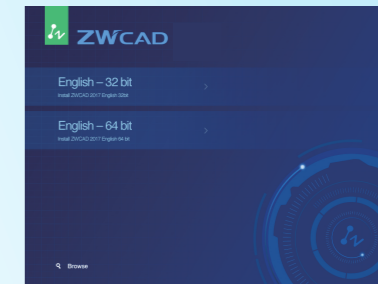 ZWCAD
English – 32 bit
Install ZWCAD 2017 English 32bit
English – 64 bit
Install ZWCAD 2017 English 64 bit
Browse